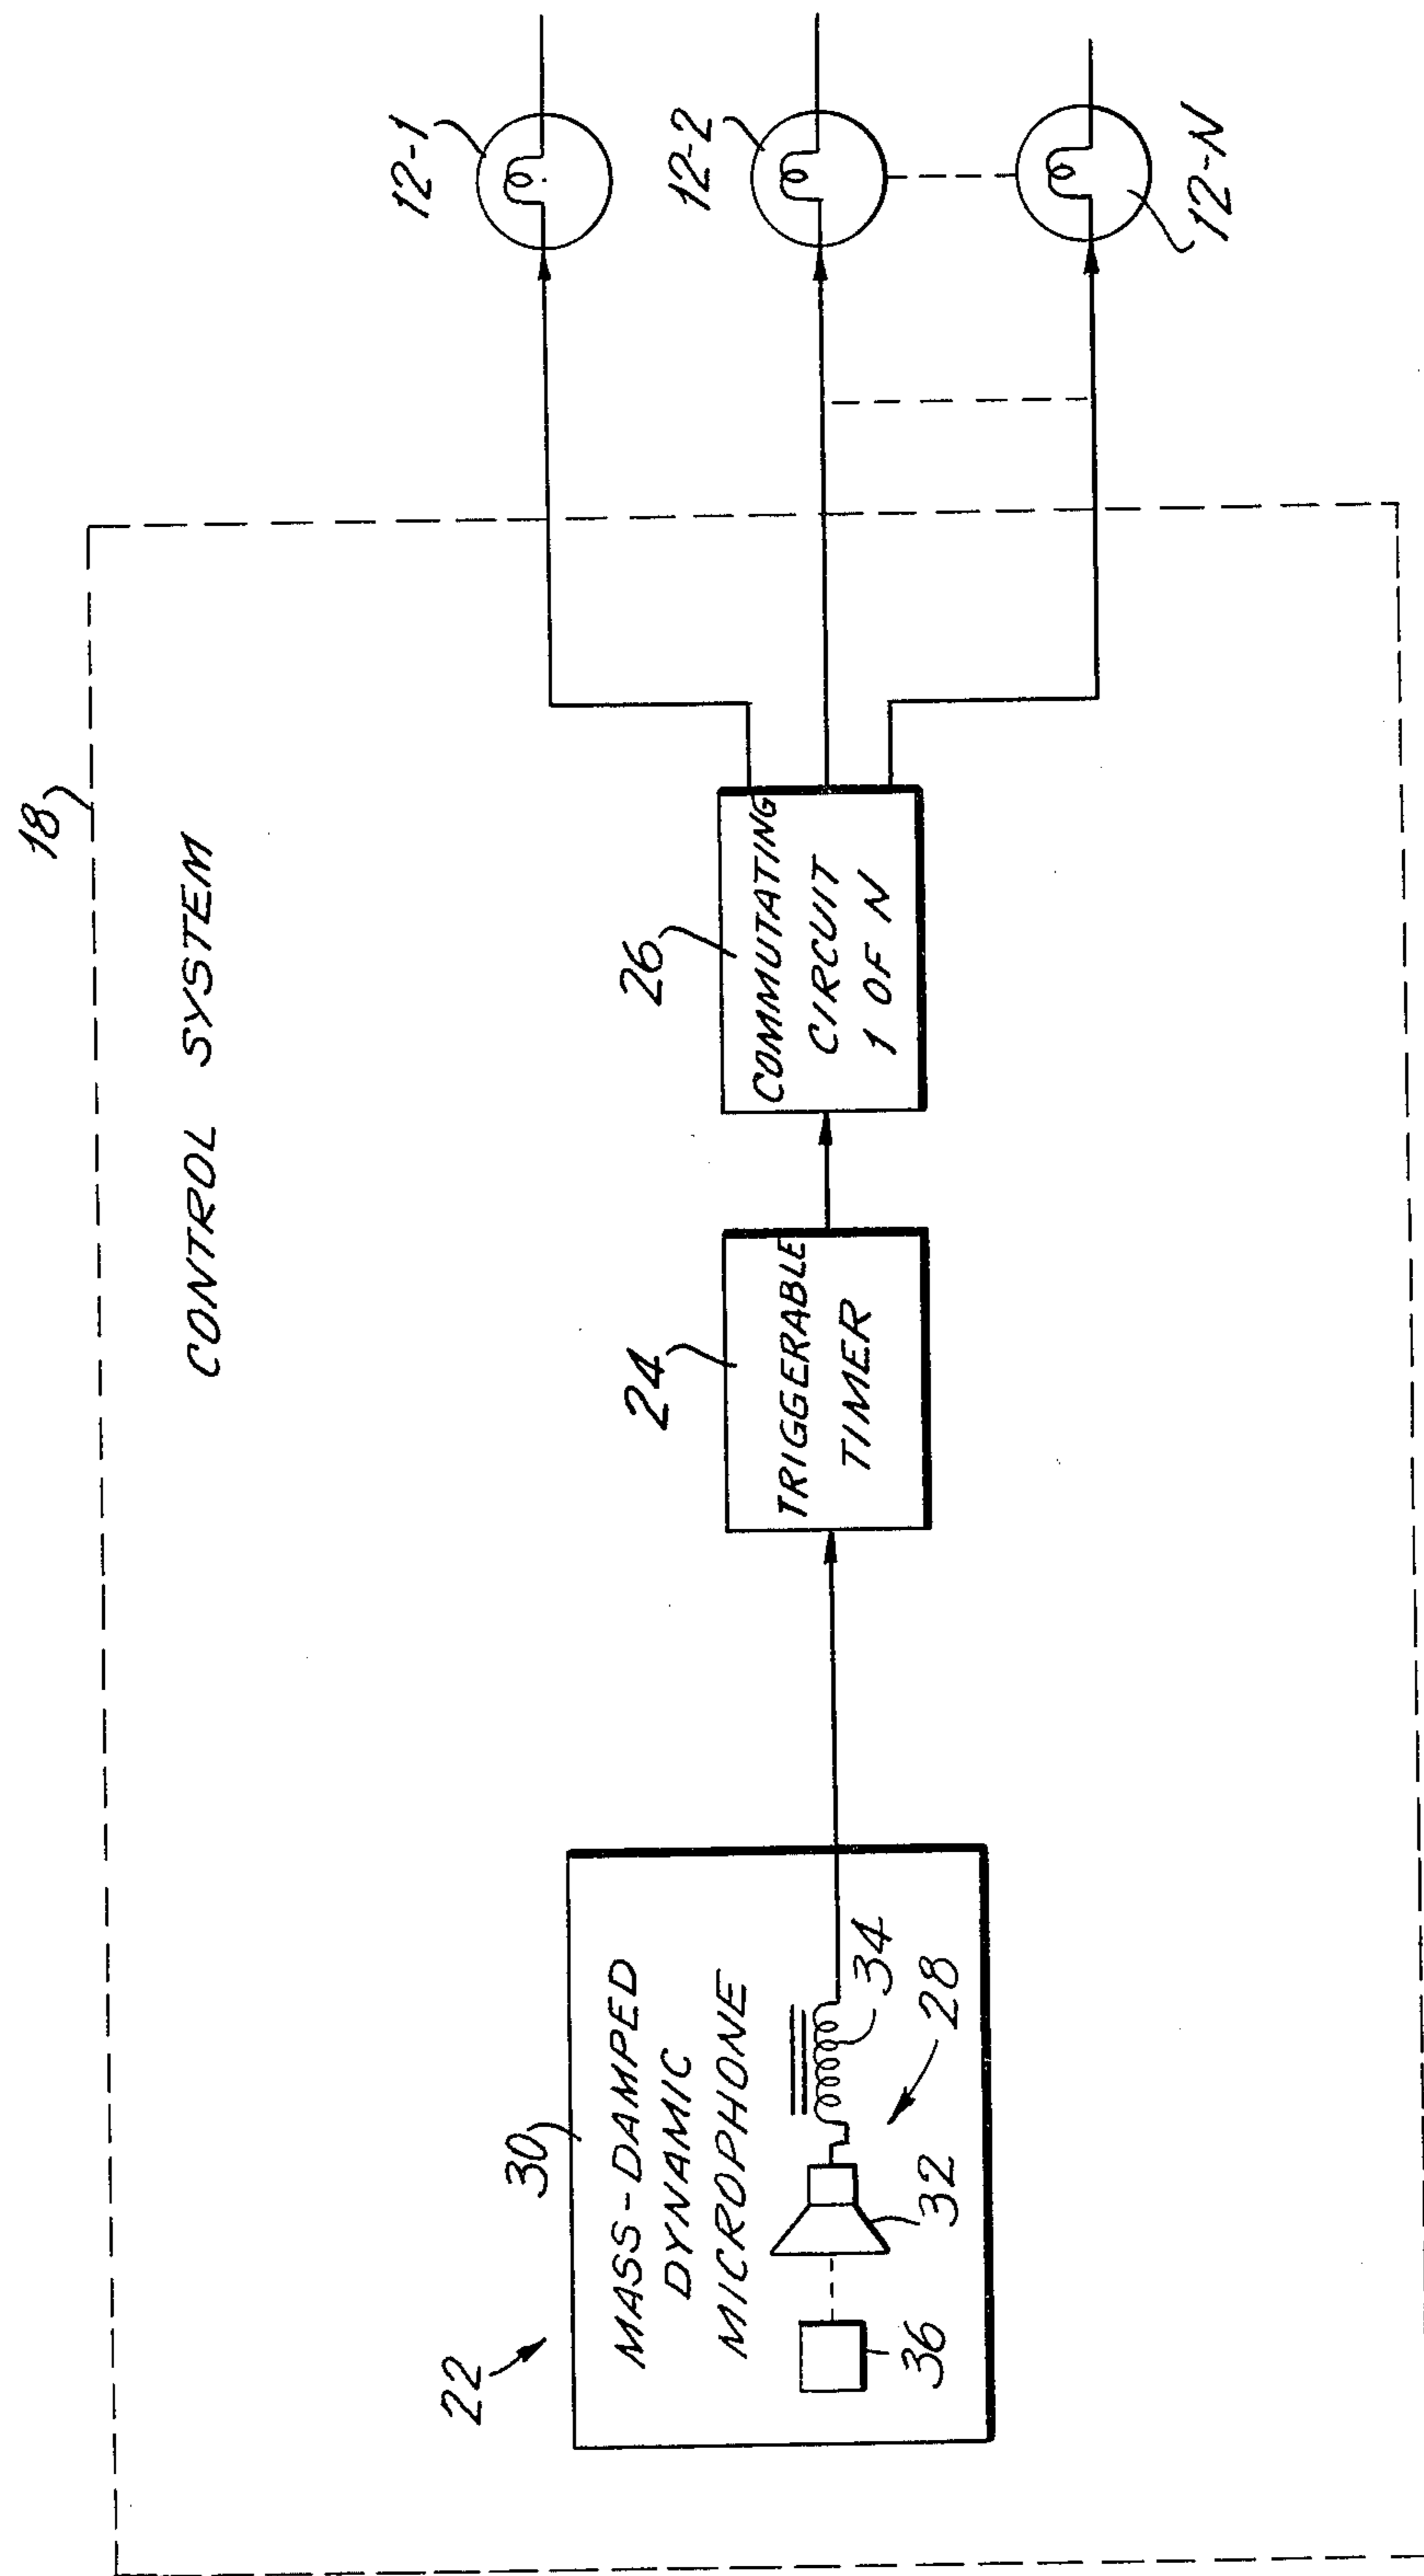 18
CONTROL SYSTEM
22
30
MASS-DAMPED
DYNAMIC
MICROPHONE
36
32
28
34
24
TRIGGERABLE
TIMER
26
COMMUTATING
CIRCUIT
1 OF N
12-1
12-2
12-N